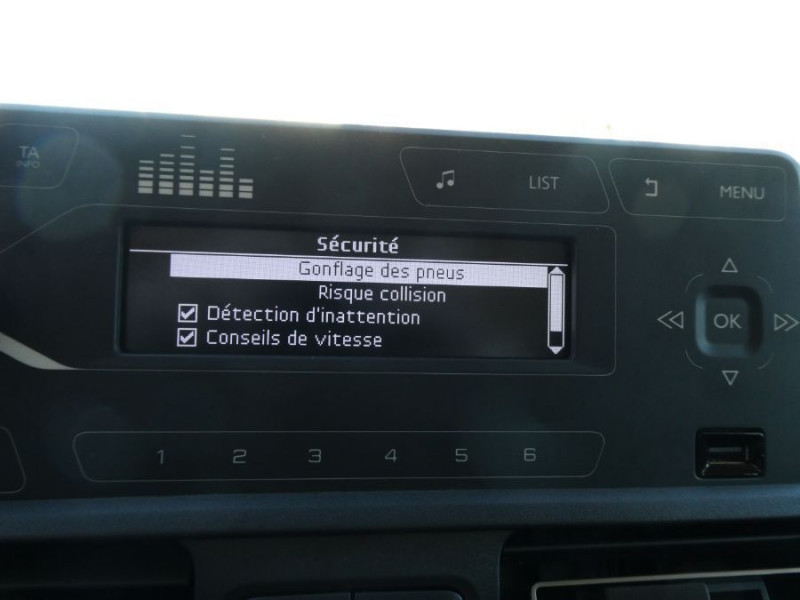 TA
INFO
LIST
MENU
Sécurité
Gonflage des pneus
Risque collision
Détection d'inattention
Conseils de vitesse
OK
1 2 3 4 5 6